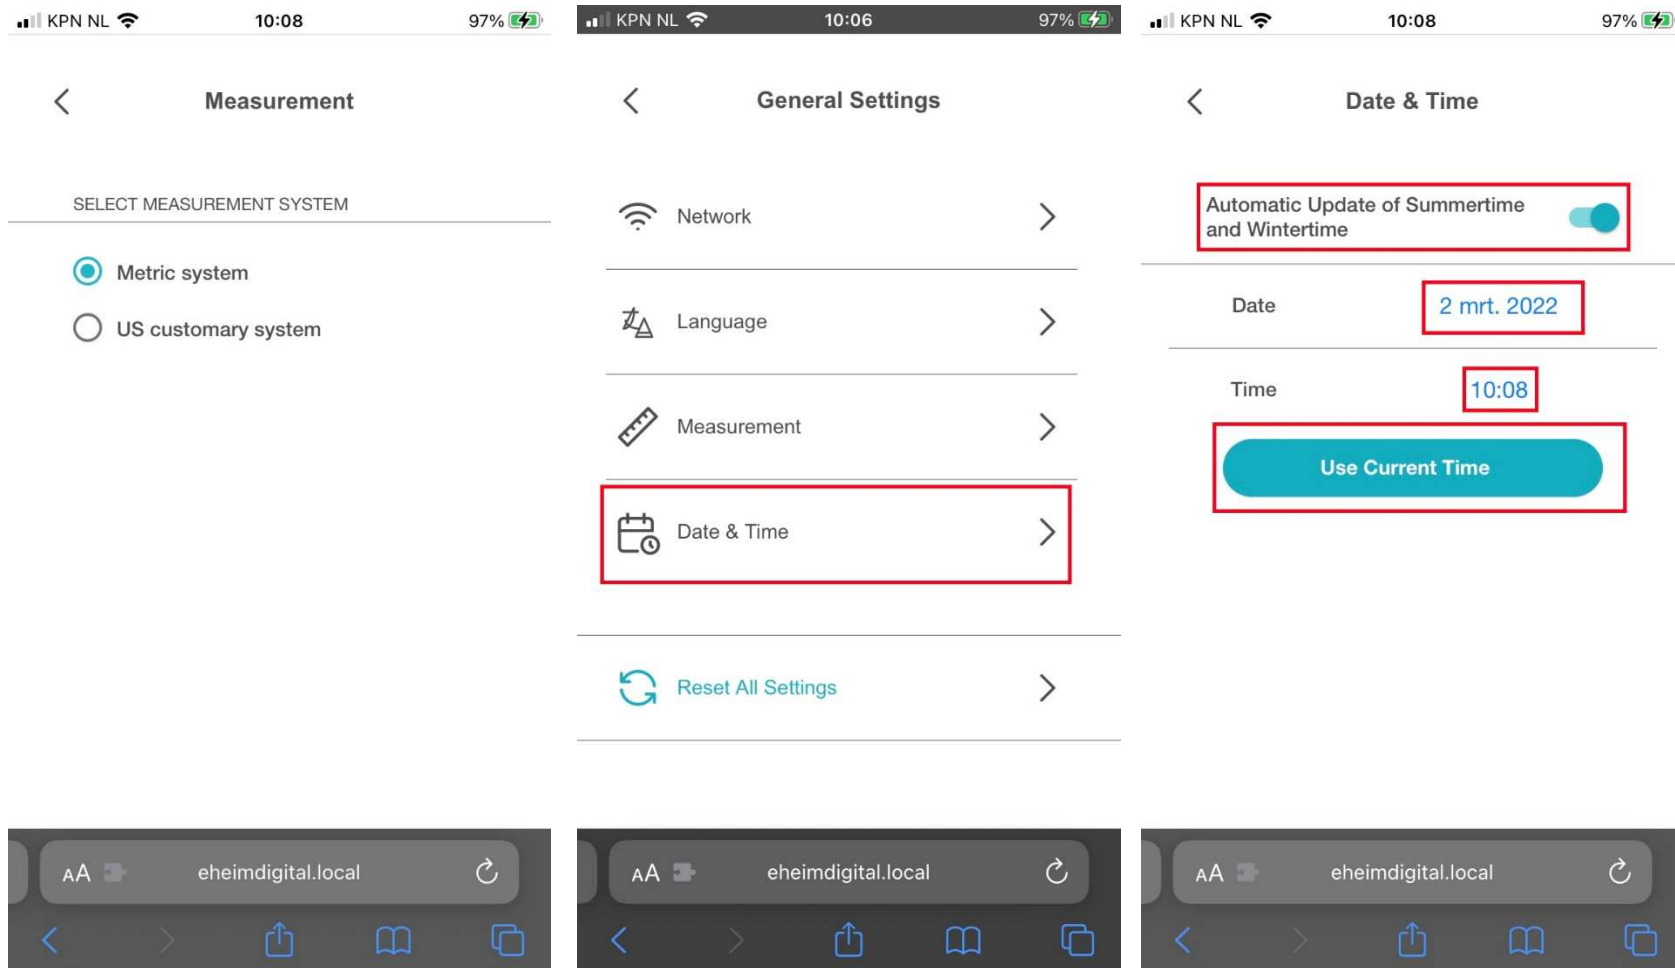 KPN NL 10:08 97%
Measurement
SELECT MEASUREMENT SYSTEM
Metric system
US customary system
AA eheimdigital.local
KPN NL 10:06 97%
General Settings
Network
Language
Measurement
Date & Time
Reset All Settings
AA eheimdigital.local
KPN NL 10:08 97%
Date & Time
Automatic Update of Summertime
and Wintertime
Date 2 mrt. 2022
Time 10:08
Use Current Time
AA eheimdigital.local